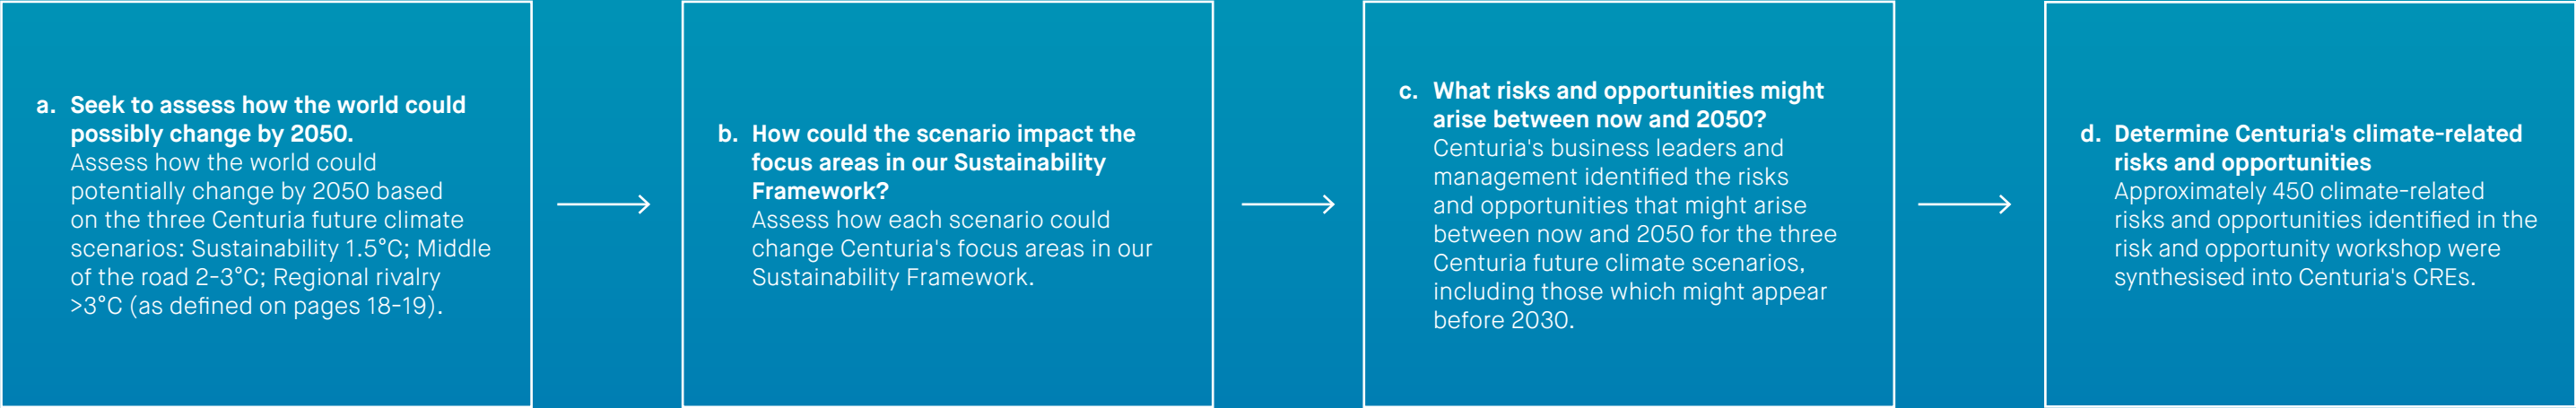 a. Seek to assess how the world could
possibly change by 2050.
Assess how the world could
potentially change by 2050 based
on the three Centuria future climate
scenarios: Sustainability 1.5°C; Middle
of the road 2-3°C; Regional rivalry
>3°C (as defined on pages 18-19).
b. How could the scenario impact the
focus areas in our Sustainability
Framework?
Assess how each scenario could
change Centuria's focus areas in our
Sustainability Framework.
c. What risks and opportunities might
arise between now and 2050?
Centuria's business leaders and
management identified the risks
and opportunities that might arise
between now and 2050 for the three
Centuria future climate scenarios,
including those which might appear
before 2030.
d. Determine Centuria's climate-related
risks and opportunities
Approximately 450 climate-related
risks and opportunities identified in the
risk and opportunity workshop were
synthesised into Centuria's CREs.